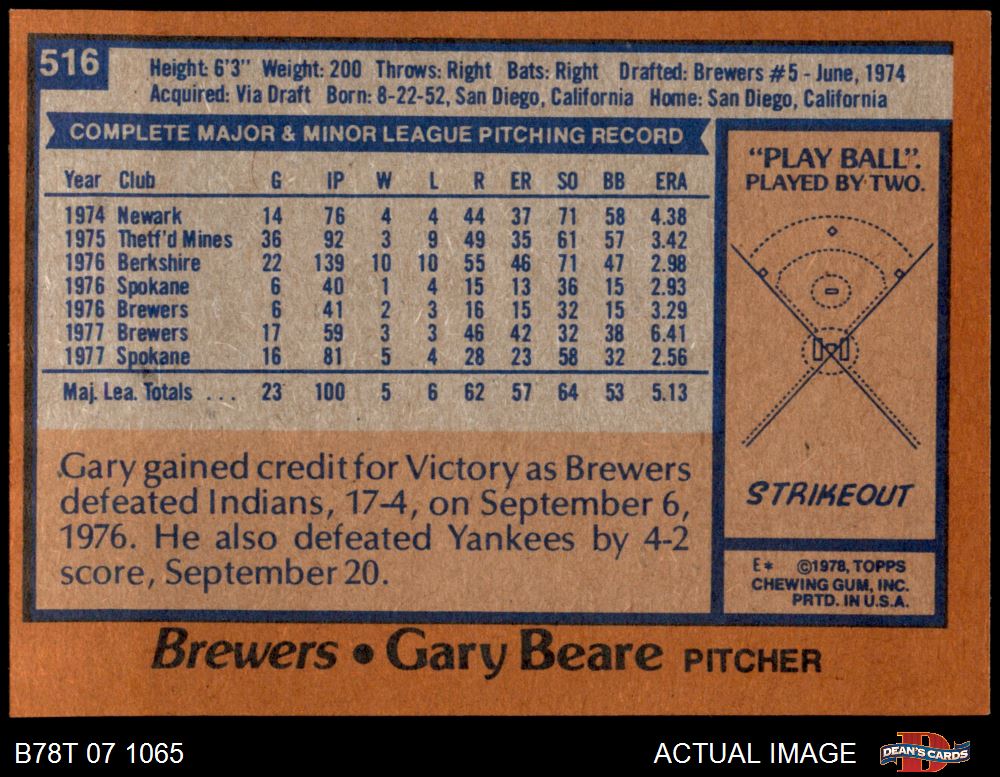 516
Height: 6'3" Weight: 200 Throws: Right Bats: Right Drafted: Brewers #5 - June, 1974
Acquired: Via Draft Born: 8-22-52, San Diego, California Home: San Diego, California
COMPLETE MAJOR & MINOR LEAGUE PITCHING RECORD
Year Club G IP W L R ER SO BB ERA
1974 Newark 14 76 4 4 44 37 71 58 4.38
1975 Thetf'd Mines 36 92 3 9 49 35 61 57 3.42
1976 Berkshire 22 139 10 10 55 46 71 47 2.98
1976 Spokane 6 40 1 4 15 13 36 15 2.93
1976 Brewers 6 41 2 3 16 15 32 15 3.29
1977 Brewers 17 59 3 3 46 42 32 38 6.41
1977 Spokane 16 81 5 4 28 23 58 32 2.56
Maj. Lea. Totals ... 23 100 5 6 62 57 64 53 5.13
Gary gained credit for Victory as Brewers
defeated Indians, 17-4, on September 6,
1976. He also defeated Yankees by 4-2
score, September 20.
"PLAY BALL".
PLAYED BY TWO.
STRIKEOUT
E* ©1978, TOPPS
CHEWING GUM, INC.
PRTD. IN U.S.A.
Brewers • Gary Beare PITCHER
B78T 07 1065
ACTUAL IMAGE
DEAN'S CARDS